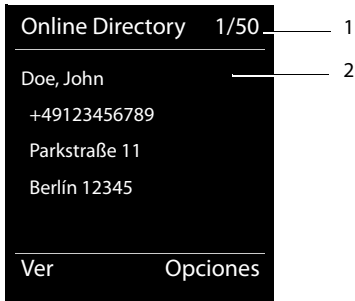 Online Directory 1/50 1
2
Doe, John
+49123456789
Parkstraße 11
Berlín 12345
Ver Opciones